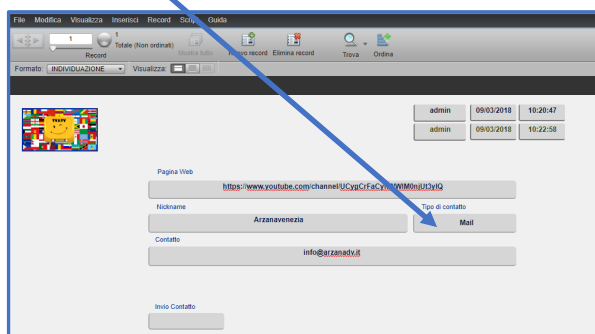 File Modifica Visualizza Inserisci Record Script Guida
1
1
Totale (Non ordinati)
Record
Mostra tutto
Nuovo record
Elimina record
Trova
Ordina
Formato: INDIVIDUAZIONE
Visualizza:
admin 09/03/2018 10:20:47
admin 09/03/2018 10:22:58
Pagina Web
https://www.youtube.com/channel/
Nickname
Tipo di contatto
Arzanavenezia
Mail
Contatto
info@arzanadv.it
Invio Contatto